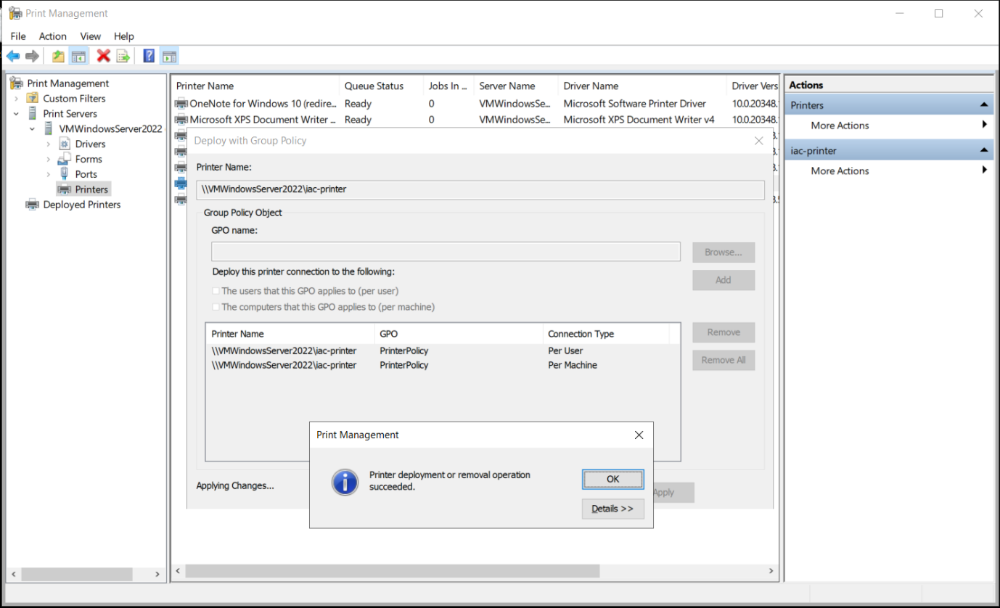 Print Management
File Action View Help
Print Management
Custom Filters
Print Servers
VMWindowsServer2022
Drivers
Forms
Ports
Printers
Deployed Printers
Printer Name Queue Status Jobs In ... Server Name Driver Name Driver Vers
OneNote for Windows 10 (redire... Ready 0 VMWindowsSe... Microsoft Software Printer Driver 10.0.20348.
Microsoft XPS Document Writer ... Ready 0 VMWindowsSe... Microsoft XPS Document Writer v4 10.0.20348.
Deploy with Group Policy
Printer Name:
\\VMWindowsServer2022\iac-printer
Group Policy Object
GPO name:
Browse...
Deploy this printer connection to the following:
Add
The users that this GPO applies to (per user)
The computers that this GPO applies to (per machine)
Printer Name GPO Connection Type
Remove
\\VMWindowsServer2022\iac-printer PrinterPolicy Per User
\\VMWindowsServer2022\iac-printer PrinterPolicy Per Machine
Remove All
Applying Changes...
Apply
Print Management
Printer deployment or removal operation
succeeded.
OK
Details >>
Actions
Printers
More Actions
iac-printer
More Actions